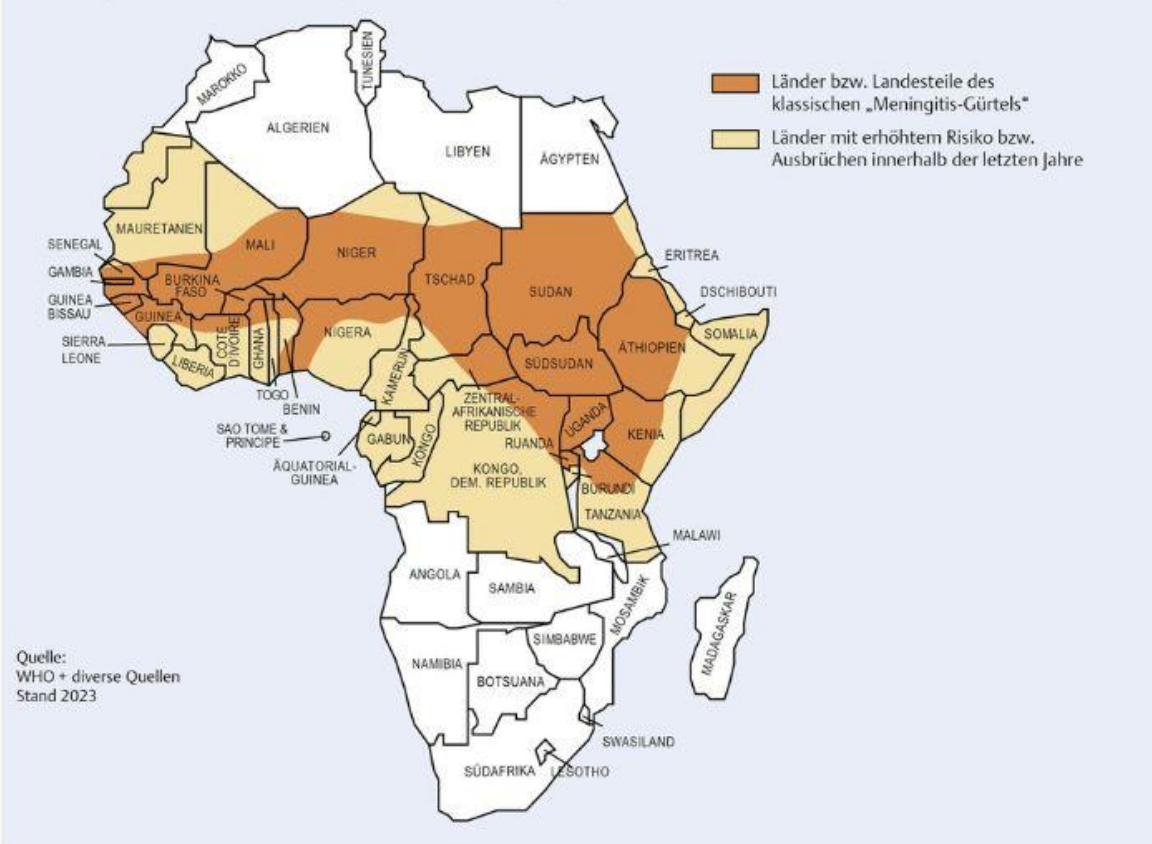 MAROKKO
TUNESIEN
ALGERIEN
LIBYEN
ÄGYPTEN
Länder bzw. Landesteile des
klassischen „Meningitis-Gürtels“
Länder mit erhöhtem Risiko bzw.
Ausbrüchen innerhalb der letzten Jahre
MAURETANIEN
MALI
NIGER
TSCHAD
SUDAN
ERITREA
DSCHIBUTI
SENEGAL
GAMBIA
GUINEA
BISSAU
SIERRA
LEONE
BURKINA
FASO
GUINEA
LIBERIA
COTE
D'IVOIRE
GHANA
TOGO
BENIN
NIGERA
KAMERUN
ZENTRAL-
AFRIKANISCHE
REPUBLIK
SÜDSUDAN
ÄTHIOPIEN
SOMALIA
SAO TOME &
PRINCIPE
ÄQUATORIAL-
GUINEA
GABUN
KONGO
KONGO,
DEM. REPUBLIK
RUANDA
UGANDA
KENIA
BURUNDI
TANZANIA
MALAWI
ANGOLA
SAMBIA
MOSAMBIK
MADAGASKAR
SIMBABWE
NAMIBIA
BOTSUANA
SWASILAND
SÜDAFRIKA
LESOTHO
Quelle:
WHO + diverse Quellen
Stand 2023